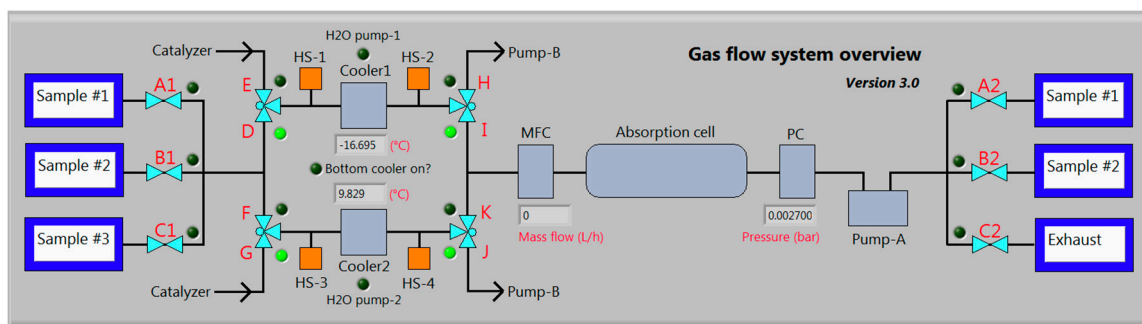 Gas flow system overview
Version 3.0
Catalyzer
H2O pump-1
HS-1
HS-2
Cooler1
Pump-B
Sample #1
A1
E
H
D
I
-16.695 (°C)
Sample #2
B1
Bottom cooler on?
9.829 (°C)
Sample #3
C1
F
K
G
J
Cooler2
HS-3
HS-4
H2O pump-2
Catalyzer
Pump-B
MFC
0
Mass flow (L/h)
Absorption cell
PC
0.002700
Pressure (bar)
Pump-A
A2
Sample #1
B2
Sample #2
C2
Exhaust